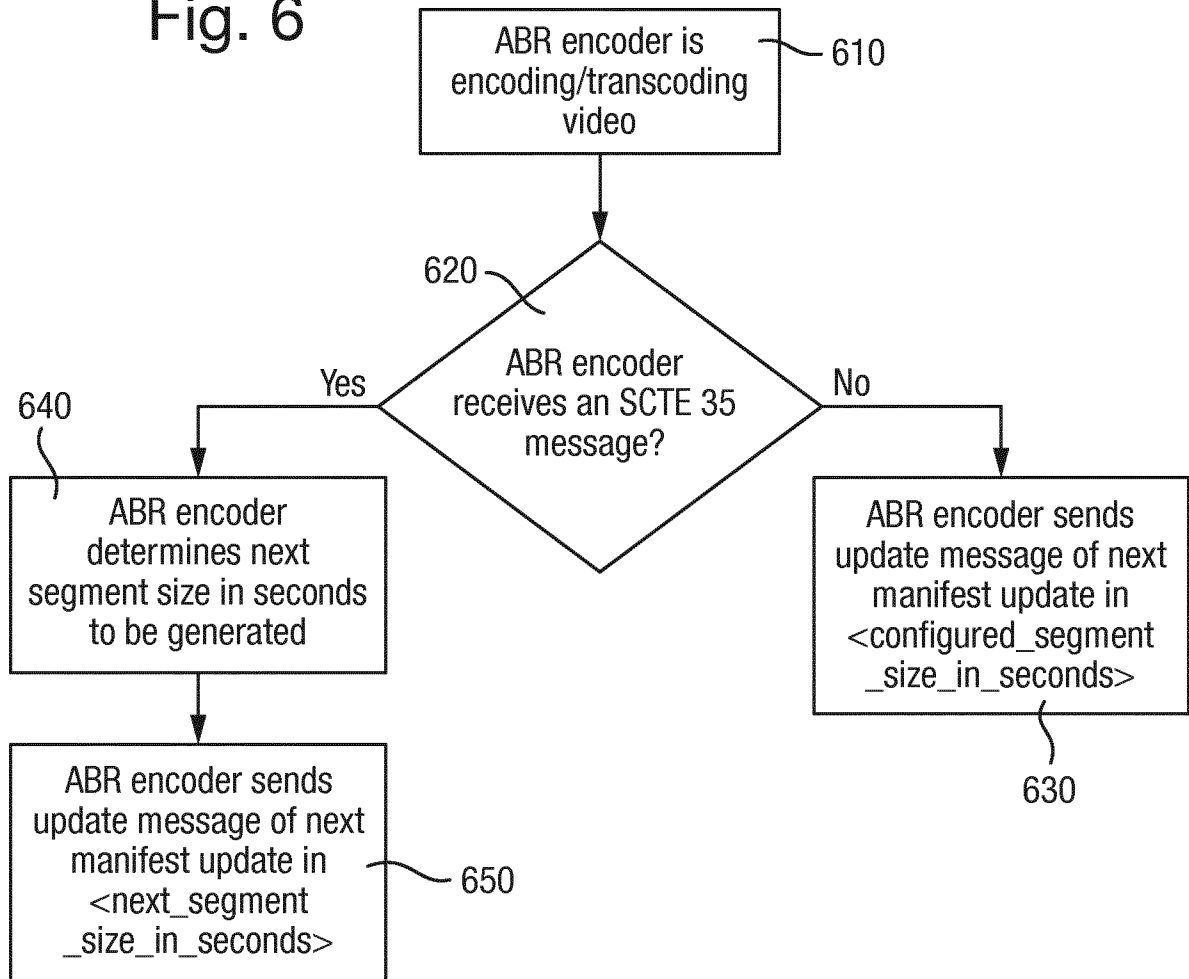 Fig. 6
ABR encoder is
encoding/transcoding
video
610
620
ABR encoder
receives an SCTE 35
message?
Yes
No
640
ABR encoder
determines next
segment size in seconds
to be generated
ABR encoder sends
update message of next
manifest update in
<configured_segment
_size_in_seconds>
630
ABR encoder sends
update message of next
manifest update in
<next_segment
_size_in_seconds>
650